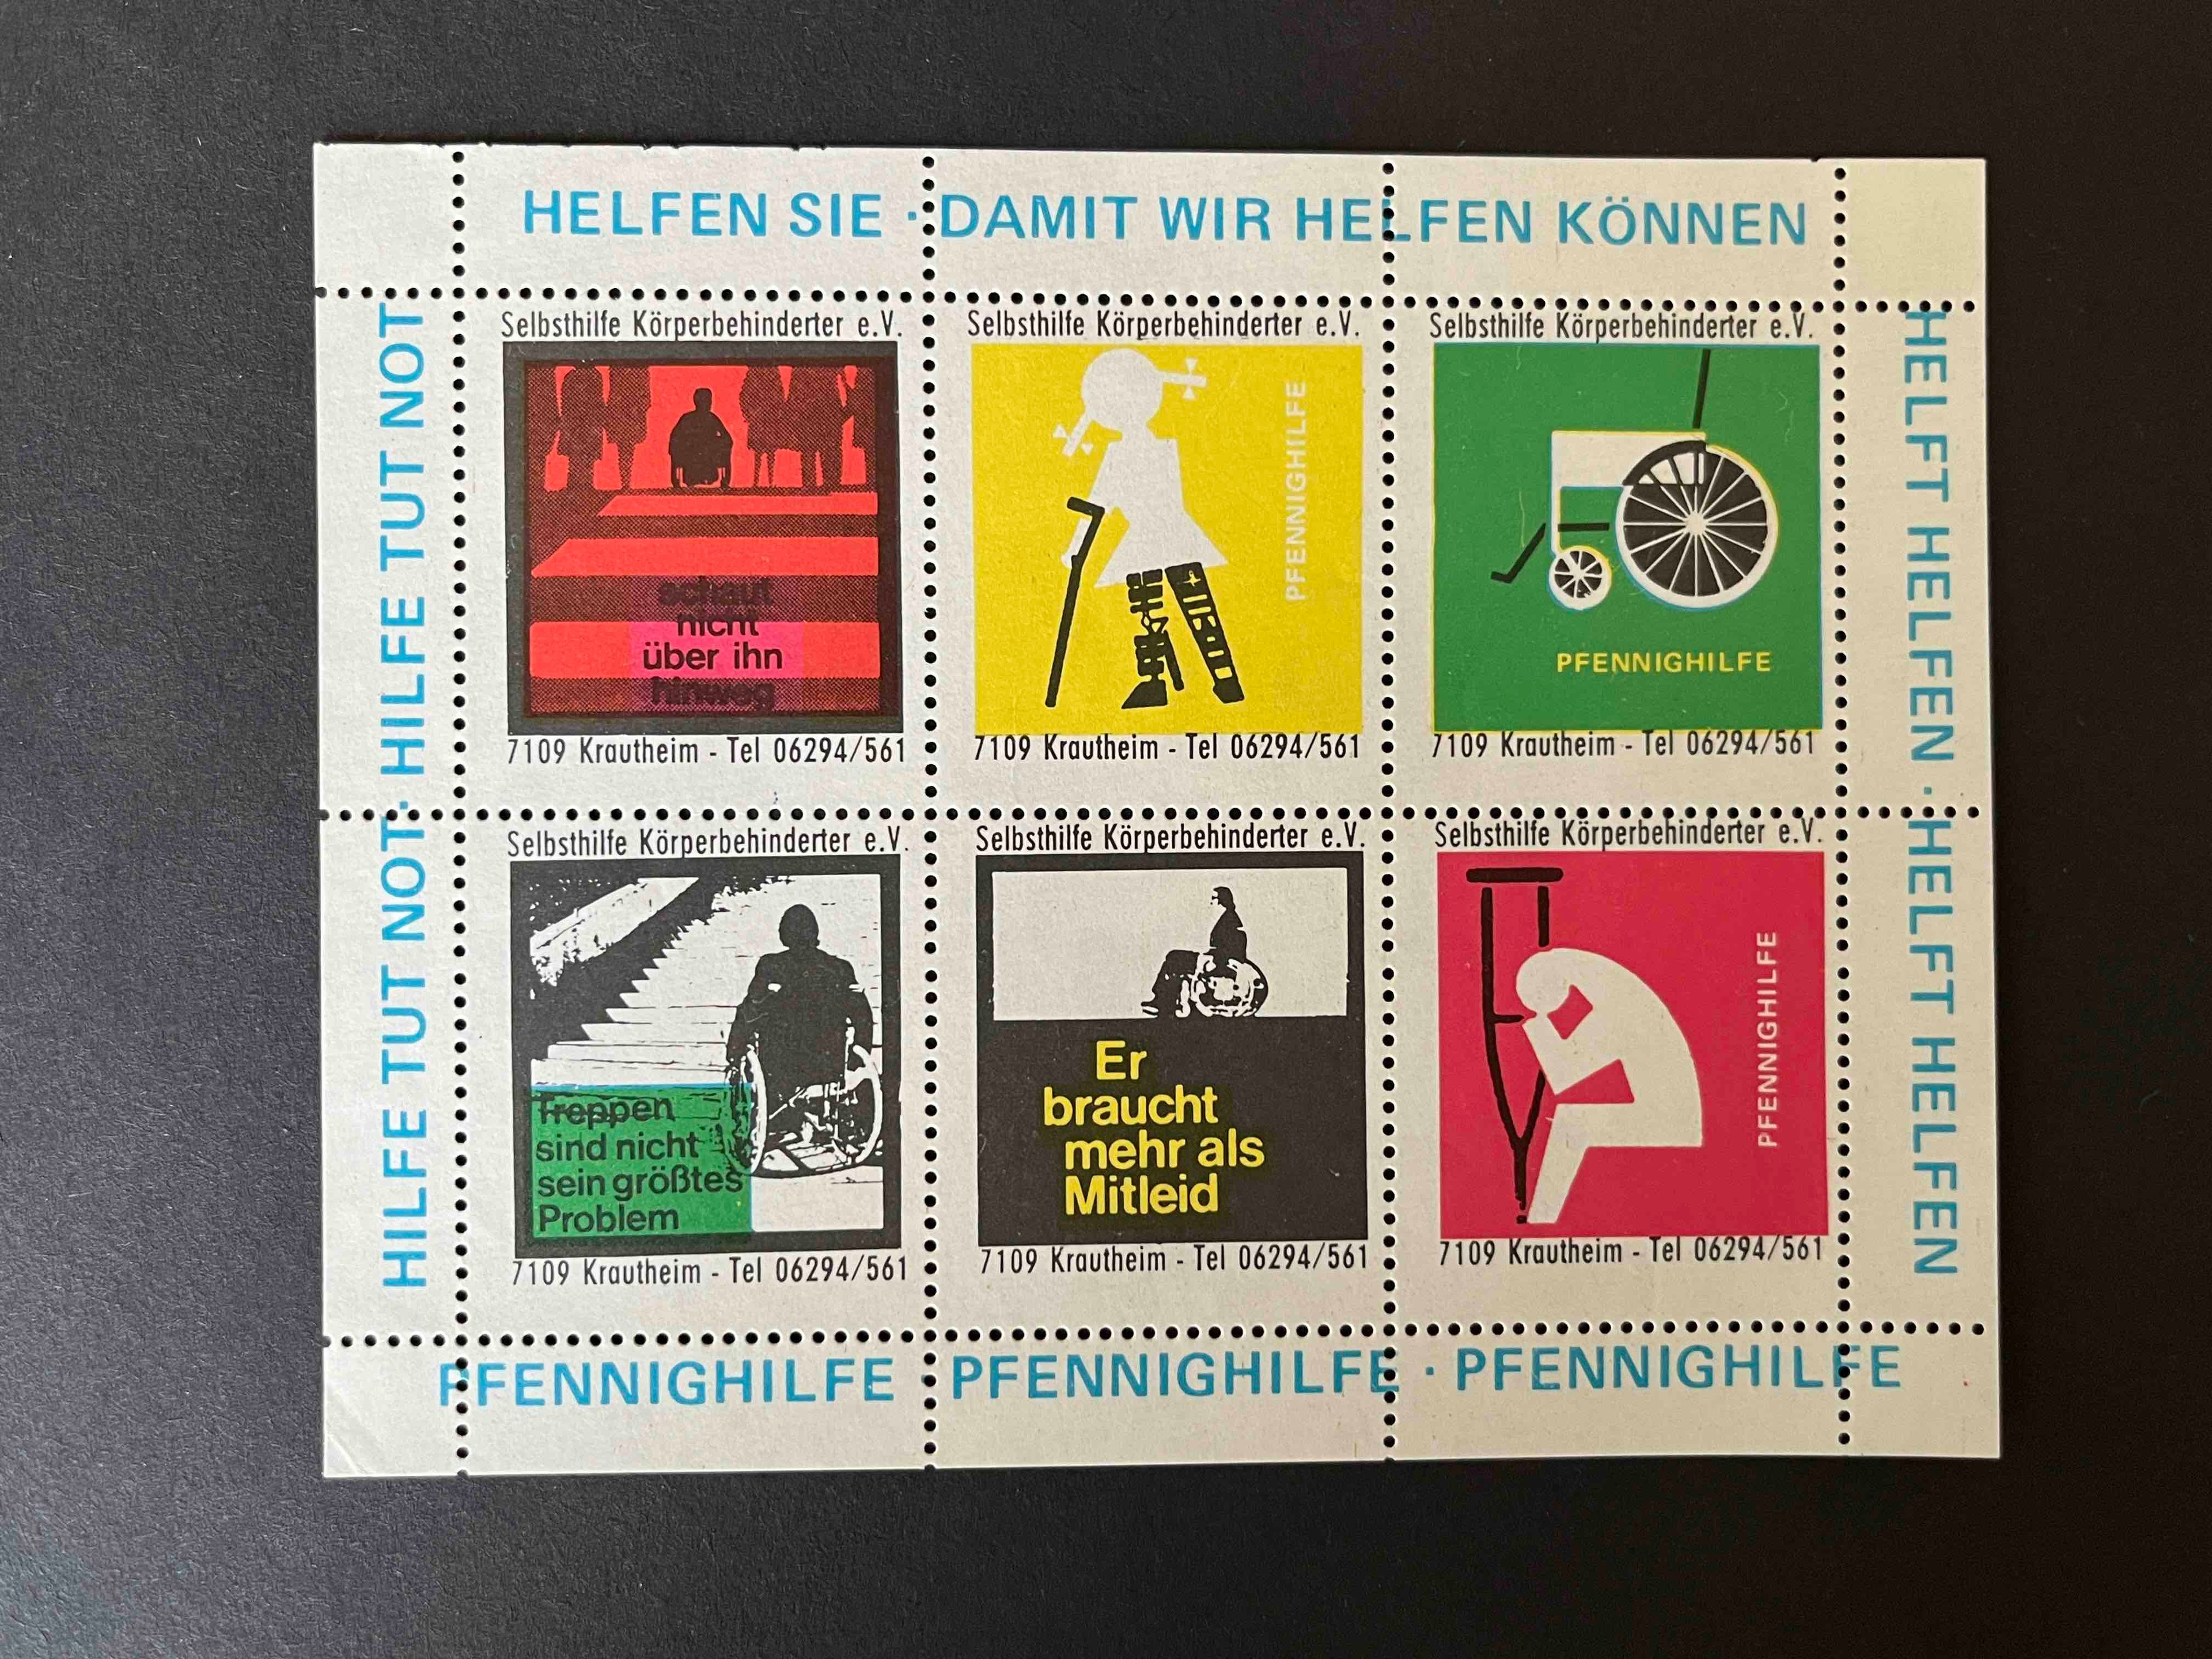 HELFEN SIE · DAMIT WIR HELFEN KÖNNEN
HILFE TUT NOT · HILFE TUT NOT
Selbsthilfe Körperbehinderter e.V.
schaut
nicht
über ihn
hinweg
7109 Krautheim - Tel 06294/561
Selbsthilfe Körperbehinderter e.V.
PFENNIGHILFE
7109 Krautheim - Tel 06294/561
Selbsthilfe Körperbehinderter e.V.
PFENNIGHILFE
7109 Krautheim - Tel 06294/561
HELFT HELFEN · HELFT HELFEN
Selbsthilfe Körperbehinderter e.V.
Treppen
sind nicht
sein größtes
Problem
7109 Krautheim - Tel 06294/561
Selbsthilfe Körperbehinderter e.V.
Er
braucht
mehr als
Mitleid
7109 Krautheim - Tel 06294/561
Selbsthilfe Körperbehinderter e.V.
PFENNIGHILFE
7109 Krautheim - Tel 06294/561
PFENNIGHILFE · PFENNIGHILFE · PFENNIGHILFE